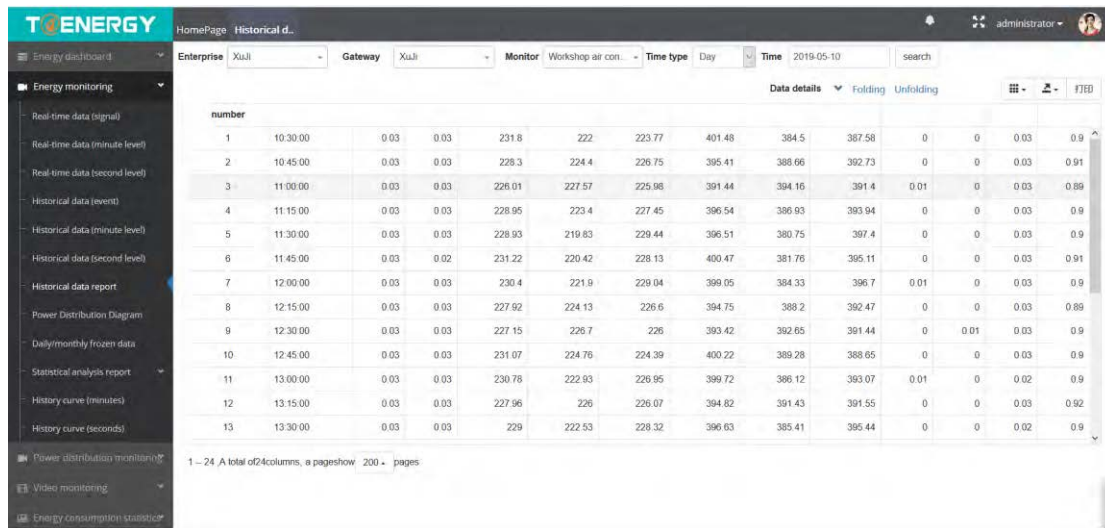 TOENERGY
HomePage Historical d..
administrator
Energy dashboard
Enterprise XuJi Gateway XuJi Monitor Workshop air con... Time type Day Time 2019-05-10 search
Energy monitoring
Data details Folding Unfolding 打印
Real-time data (signal)
Real-time data (minute level)
Real-time data (second level)
Historical data (event)
Historical data (minute level)
Historical data (second level)
Historical data report
Power Distribution Diagram
Daily/monthly frozen data
Statistical analysis report
History curve (minutes)
History curve (seconds)
Power distribution monitoring
Video monitoring
Energy consumption statistics
number
1 10:30:00 0.03 0.03 231.8 222 223.77 401.48 384.5 387.58 0 0 0.03 0.9
2 10:45:00 0.03 0.03 228.3 224.4 226.75 395.41 388.66 392.73 0 0 0.03 0.91
3 11:00:00 0.03 0.03 226.01 227.57 225.98 391.44 394.16 391.4 0.01 0 0.03 0.89
4 11:15:00 0.03 0.03 228.95 223.4 227.45 396.54 386.93 393.94 0 0 0.03 0.9
5 11:30:00 0.03 0.03 228.93 219.83 229.44 396.51 380.75 397.4 0 0 0.03 0.9
6 11:45:00 0.03 0.02 231.22 220.42 228.13 400.47 381.76 395.11 0 0 0.03 0.91
7 12:00:00 0.03 0.03 230.4 221.9 229.04 399.05 384.33 396.7 0.01 0 0.03 0.9
8 12:15:00 0.03 0.03 227.92 224.13 226.6 394.75 388.2 392.47 0 0 0.03 0.89
9 12:30:00 0.03 0.03 227.15 226.7 226 393.42 392.65 391.44 0 0.01 0.03 0.9
10 12:45:00 0.03 0.03 231.07 224.76 224.39 400.22 389.28 388.65 0 0 0.03 0.9
11 13:00:00 0.03 0.03 230.78 222.93 226.95 399.72 386.12 393.07 0.01 0 0.02 0.9
12 13:15:00 0.03 0.03 227.96 226 226.07 394.82 391.43 391.55 0 0 0.03 0.92
13 13:30:00 0.03 0.03 229 222.53 228.32 396.63 385.41 395.44 0 0 0.02 0.9
1 – 24 ,A total of24columns, a pageshow 200 pages